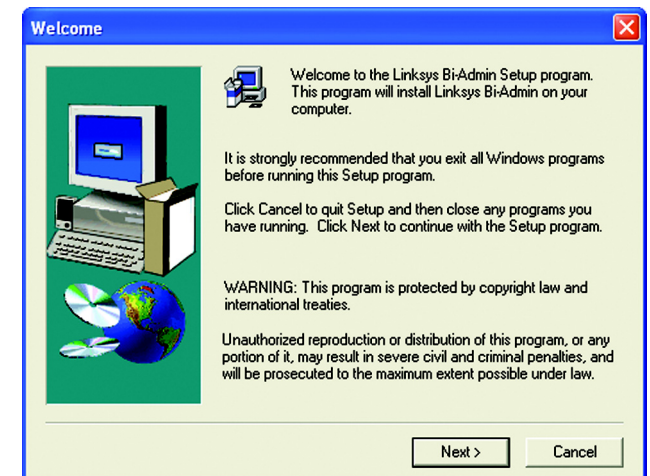 Welcome
Welcome to the Linksys Bi-Admin Setup program.
This program will install Linksys Bi-Admin on your
computer.
It is strongly recommended that you exit all Windows programs
before running this Setup program.
Click Cancel to quit Setup and then close any programs you
have running. Click Next to continue with the Setup program.
WARNING: This program is protected by copyright law and
international treaties.
Unauthorized reproduction or distribution of this program, or any
portion of it, may result in severe civil and criminal penalties, and
will be prosecuted to the maximum extent possible under law.
Next >
Cancel